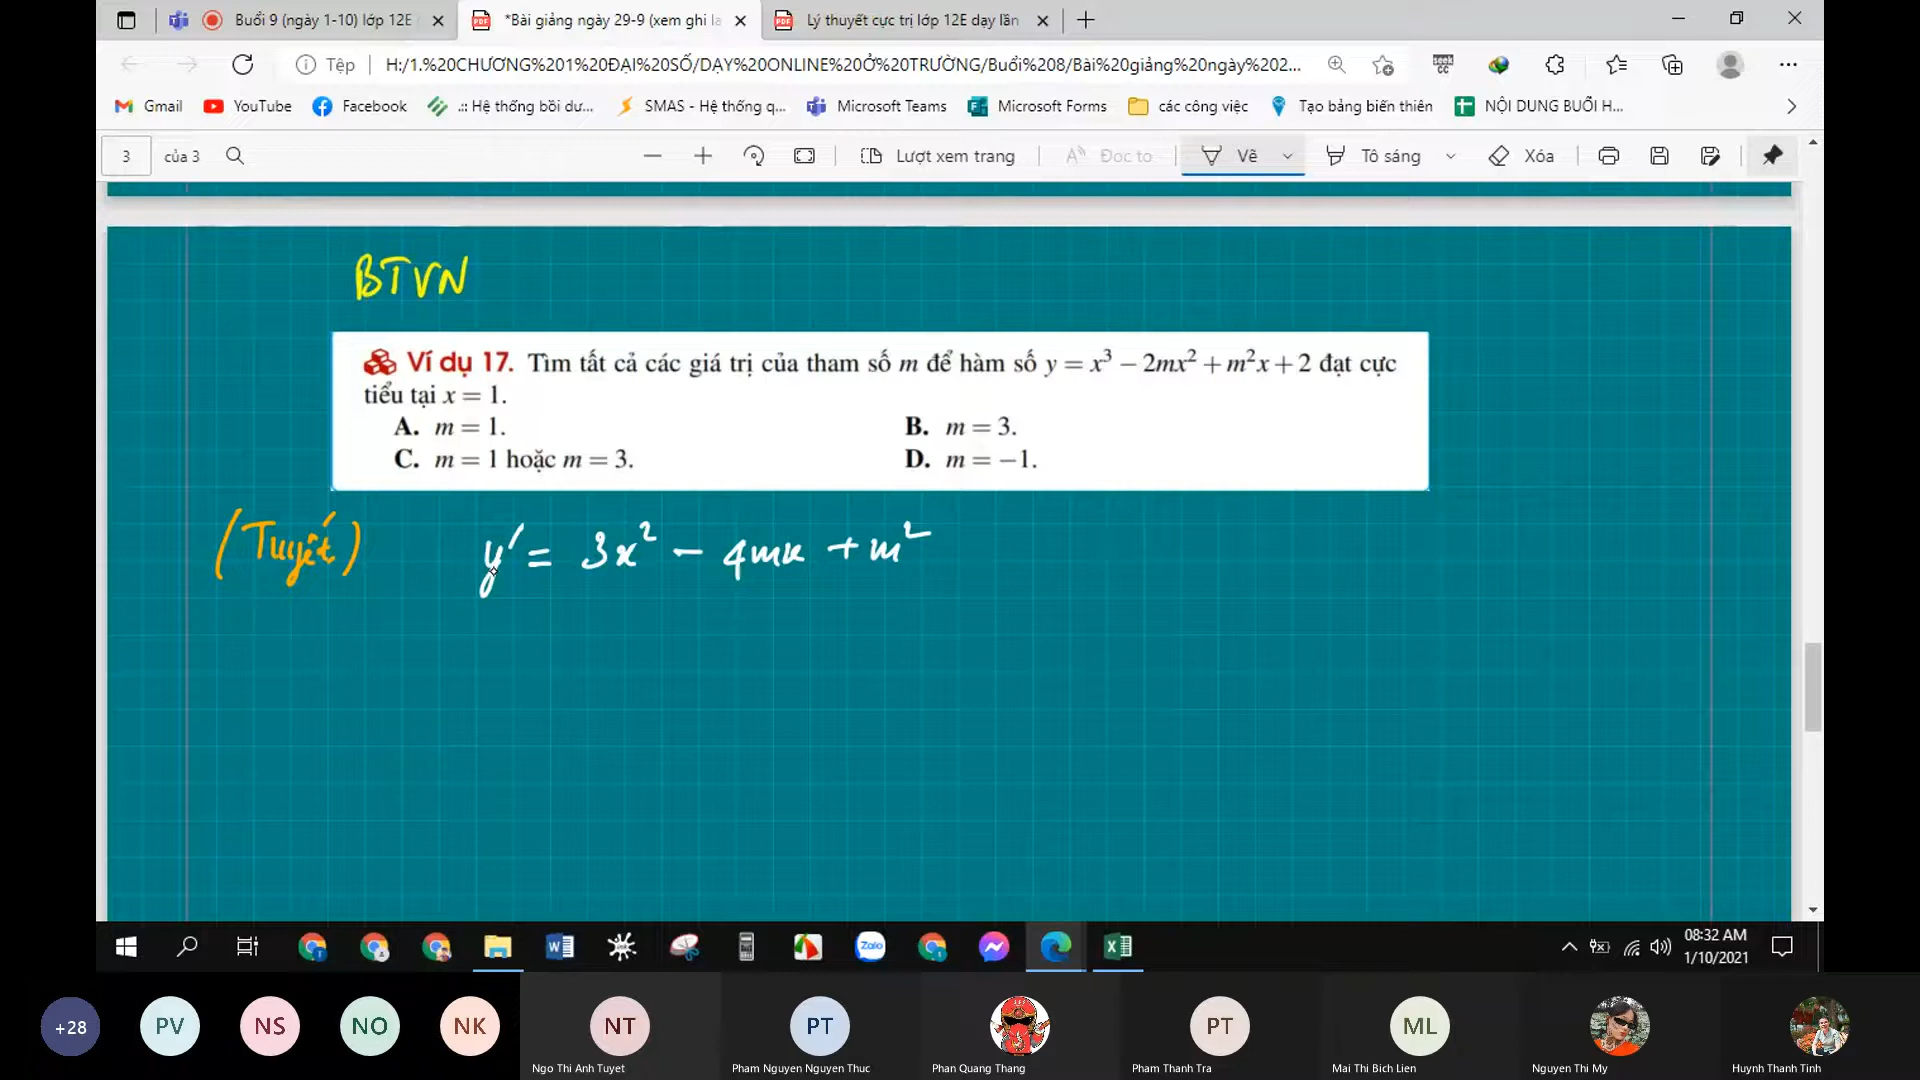 Buổi 9 (ngày 1-10) lớp 12E
*Bài giảng ngày 29-9 (xem ghi lạ
Lý thuyết cực trị lớp 12E dạy lần
Tệp
H:/1.%20CHƯƠNG%201%20ĐẠI%20SỐ/DẠY%20ONLINE%20Ở%20TRƯỜNG/Buổi%208/Bài%20giảng%20ngày%202...
Gmail
YouTube
Facebook
.:: Hệ thống bồi dư...
SMAS - Hệ thống q...
Microsoft Teams
Microsoft Forms
các công việc
Tạo bảng biến thiên
NỘI DUNG BUỔI H...
3
của 3
Lượt xem trang
Đọc to
Vẽ
Tô sáng
Xóa
BTVN
Ví dụ 17. Tìm tất cả các giá trị của tham số m để hàm số y = x³ − 2mx² + m²x + 2 đạt cực
tiểu tại x = 1.
A. m = 1.
B. m = 3.
C. m = 1 hoặc m = 3.
D. m = −1.
(Tuyết)
y' = 3x² − 4mx + m²
Zalo
08:32 AM
1/10/2021
+28
PV
NS
NO
NK
NT
PT
PT
ML
Ngo Thi Anh Tuyet
Pham Nguyen Nguyen Thuc
Phan Quang Thang
Pham Thanh Tra
Mai Thi Bich Lien
Nguyen Thi My
Huynh Thanh Tinh